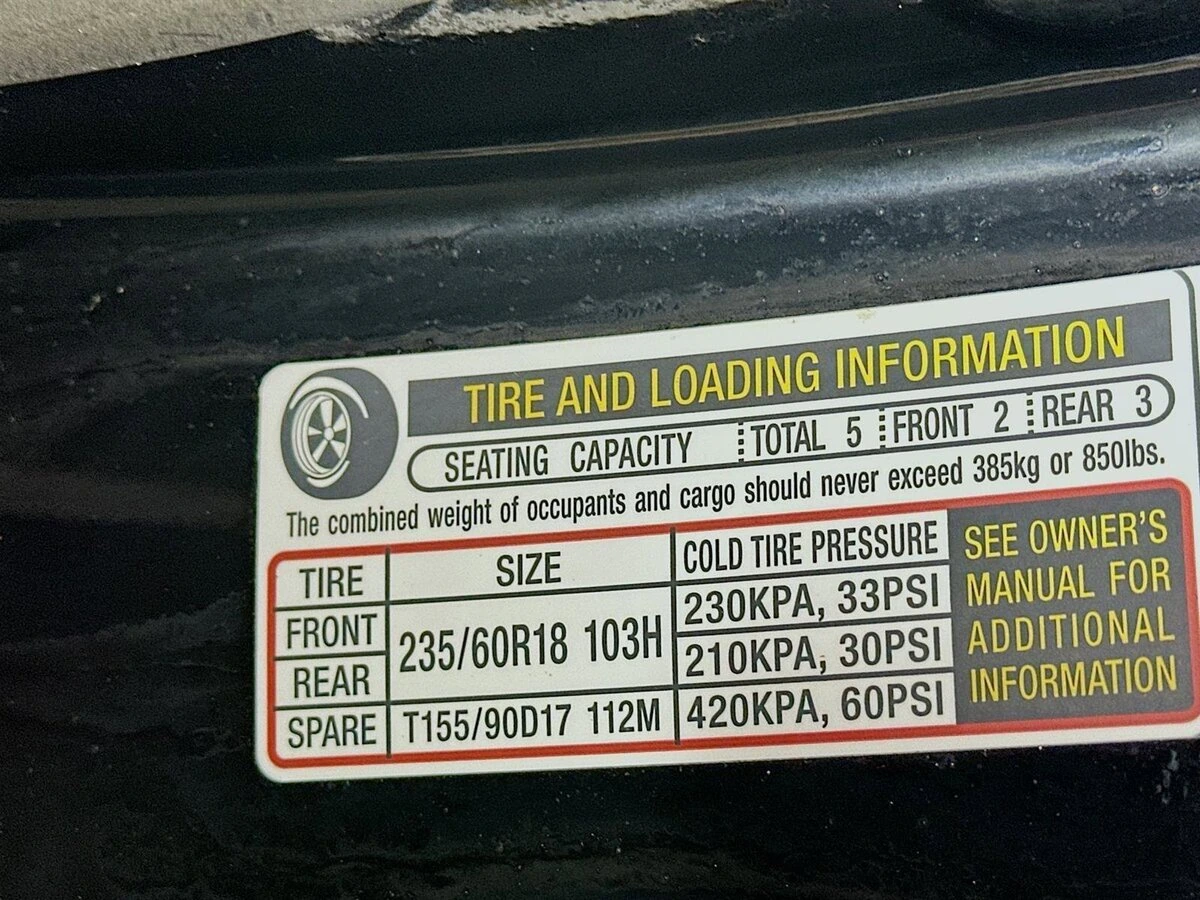 TIRE AND LOADING INFORMATION
SEATING CAPACITY TOTAL 5 FRONT 2 REAR 3
The combined weight of occupants and cargo should never exceed 385kg or 850lbs.
TIRE SIZE COLD TIRE PRESSURE
FRONT 235/60R18 103H 230KPA, 33PSI
REAR 210KPA, 30PSI
SPARE T155/90D17 112M 420KPA, 60PSI
SEE OWNER'S
MANUAL FOR
ADDITIONAL
INFORMATION